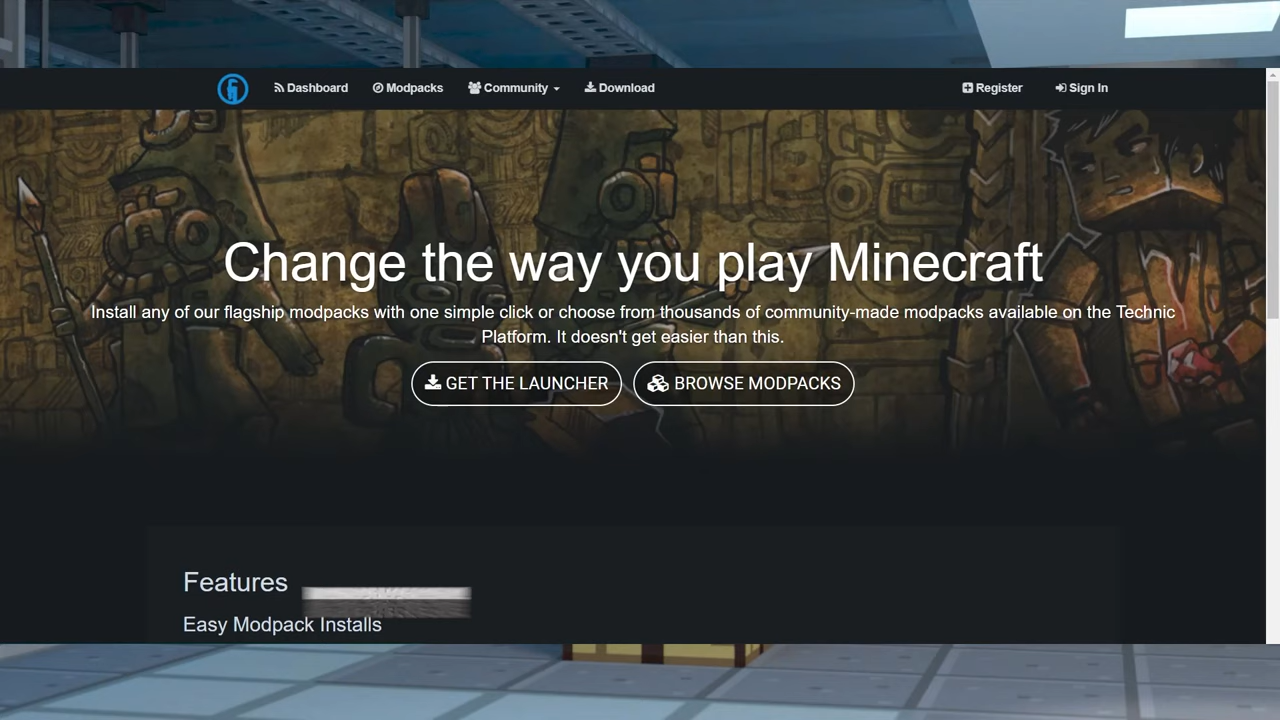 Dashboard
Modpacks
Community
Download
Register
Sign In
Change the way you play Minecraft
Install any of our flagship modpacks with one simple click or choose from thousands of community-made modpacks available on the Technic
Platform. It doesn't get easier than this.
GET THE LAUNCHER
BROWSE MODPACKS
Features
Easy Modpack Installs